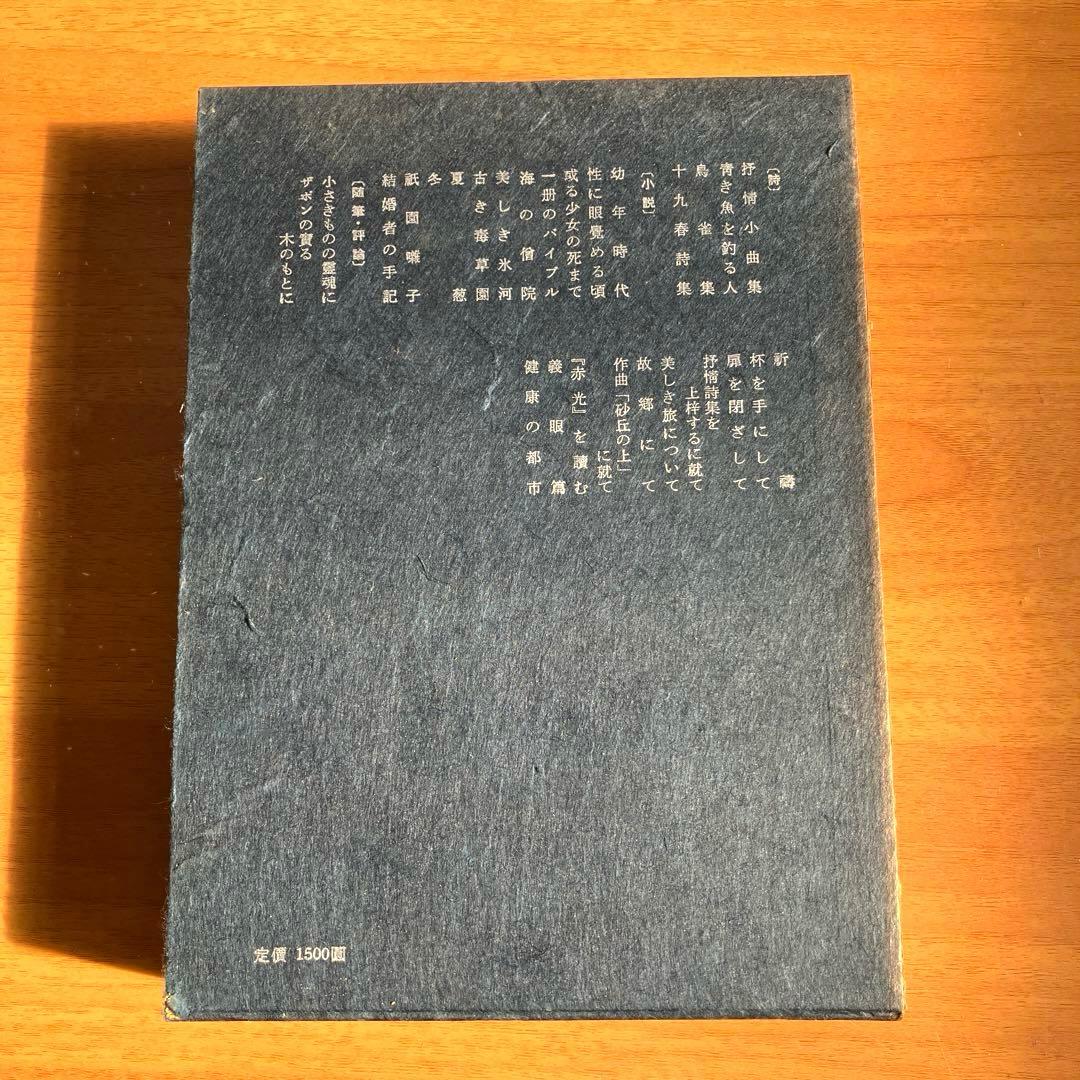 〔詩〕
抒情小曲集
青き魚を釣る人
鳥雀集
十九春詩集
〔小説〕
幼年時代
性に眼覺める頃
或る少女の死まで
一册のバイブル
海の僧院
美しき氷河
古き毒草園
夏葱
冬
祇園囃子
結婚者の手記
〔隨筆・評論〕
小さきものの靈魂に
ザボンの實る
木のもとに
祈禱
杯を手にして
扉を閉ざして
抒情詩集を
上梓するに就て
美しき旅について
故郷にて
作曲「砂丘の上」
に就て
『赤光』を讀む
義眼篇
健康の都市
定價 1500圓